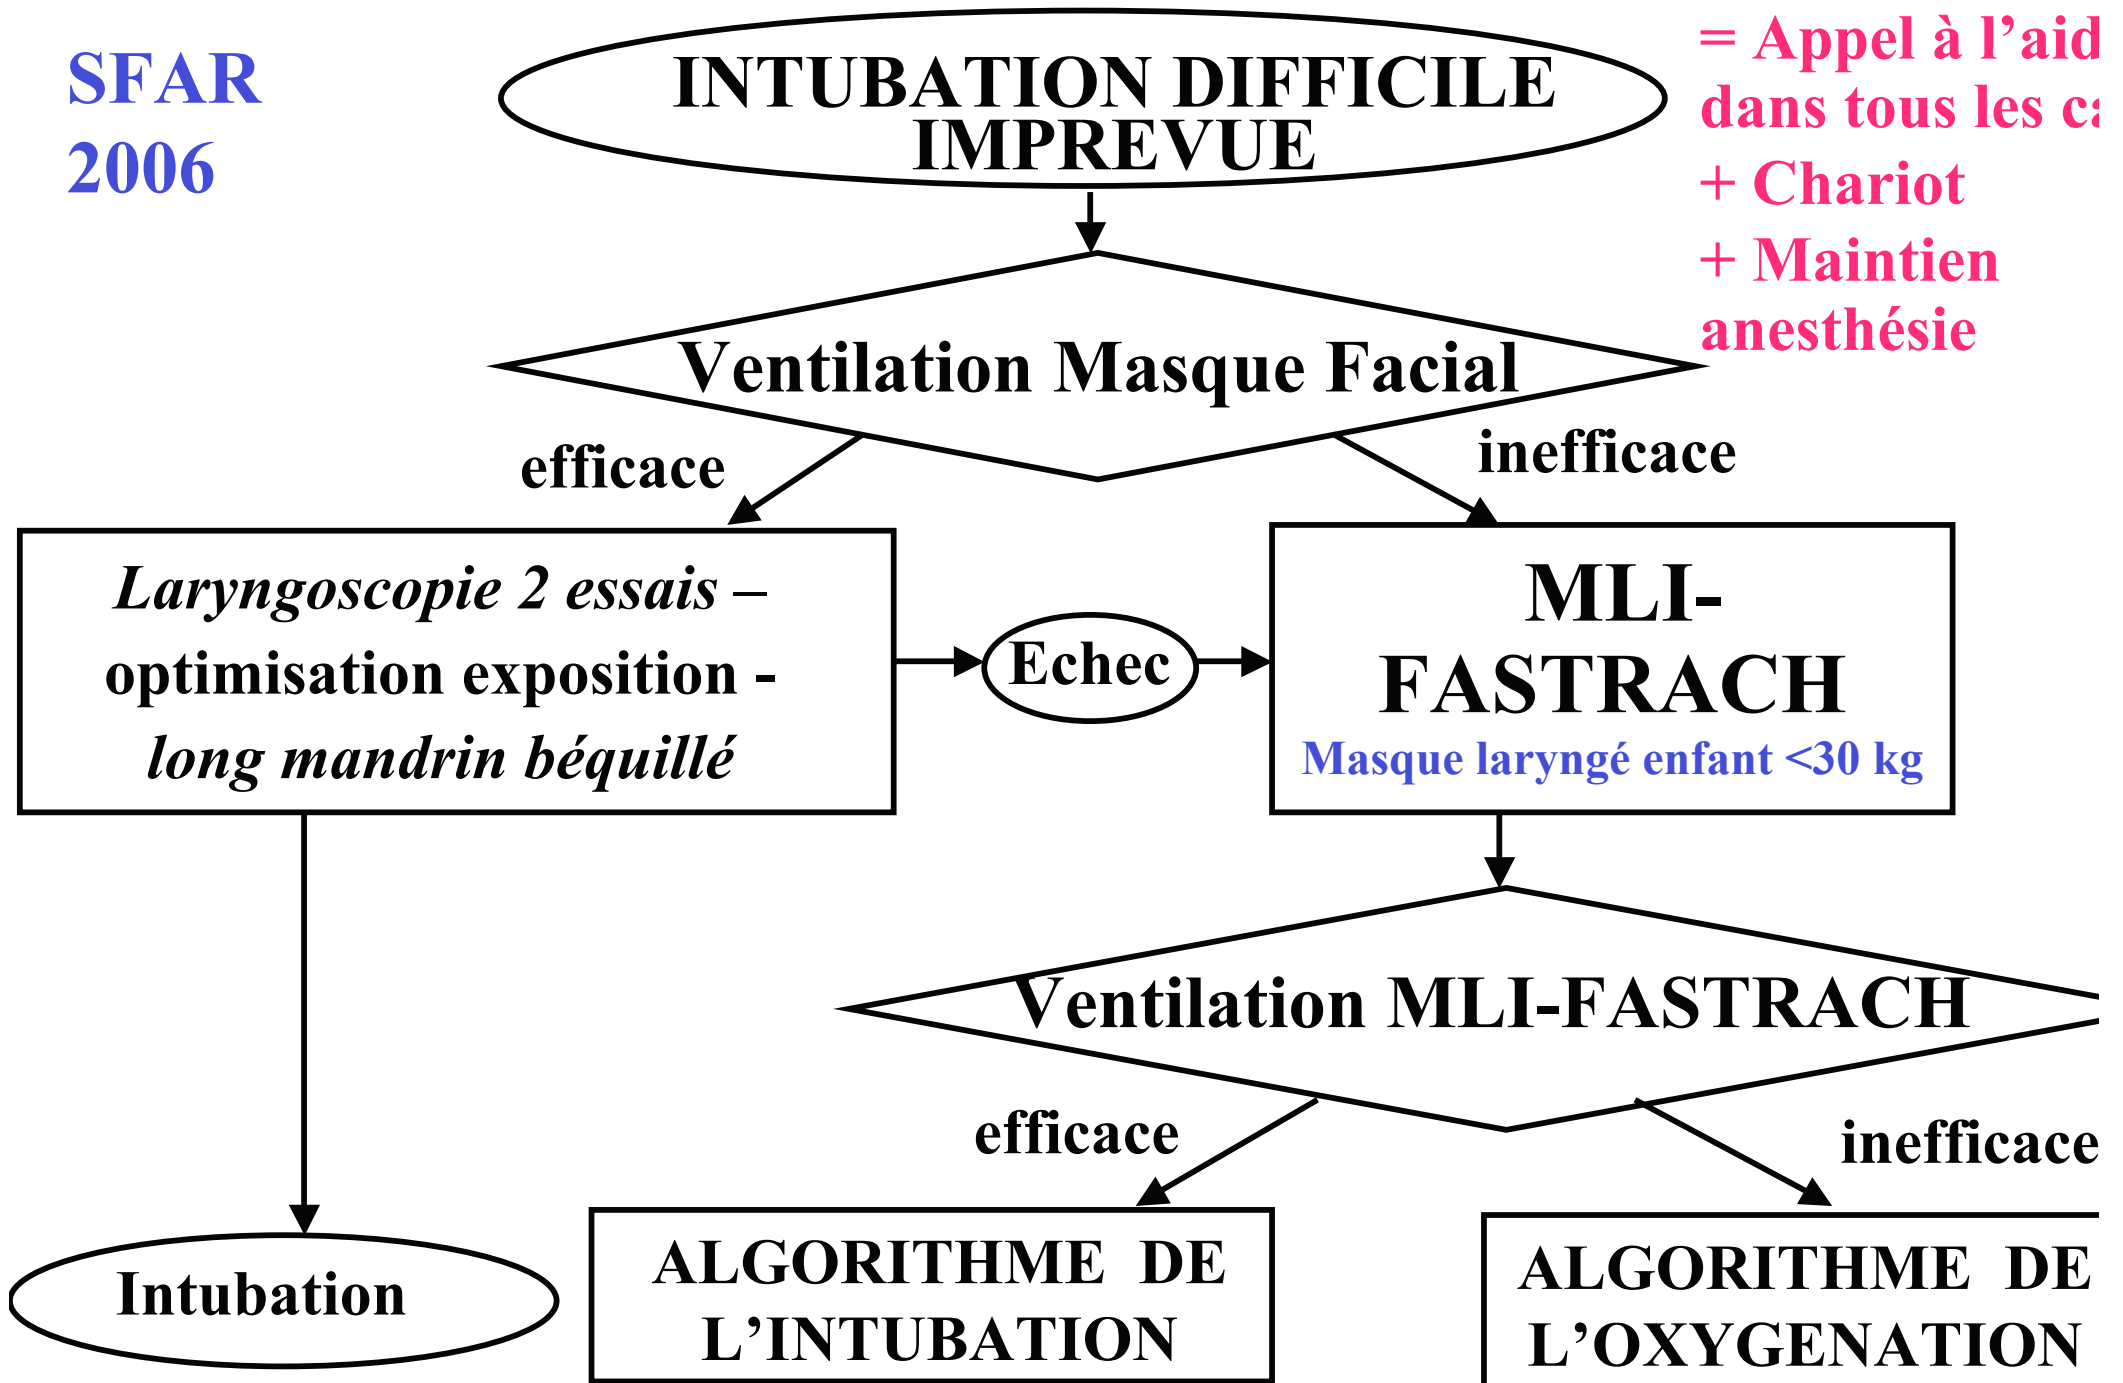 SFAR
2006
INTUBATION DIFFICILE
IMPREVUE
= Appel à l’aid
dans tous les ca
+ Chariot
+ Maintien
anesthésie
Ventilation Masque Facial
efficace
inefficace
Laryngoscopie 2 essais –
optimisation exposition -
long mandrin béquillé
Echec
MLI-
FASTRACH
Masque laryngé enfant <30 kg
Ventilation MLI-FASTRACH
efficace
inefficace
Intubation
ALGORITHME DE
L’INTUBATION
ALGORITHME DE
L’OXYGENATION